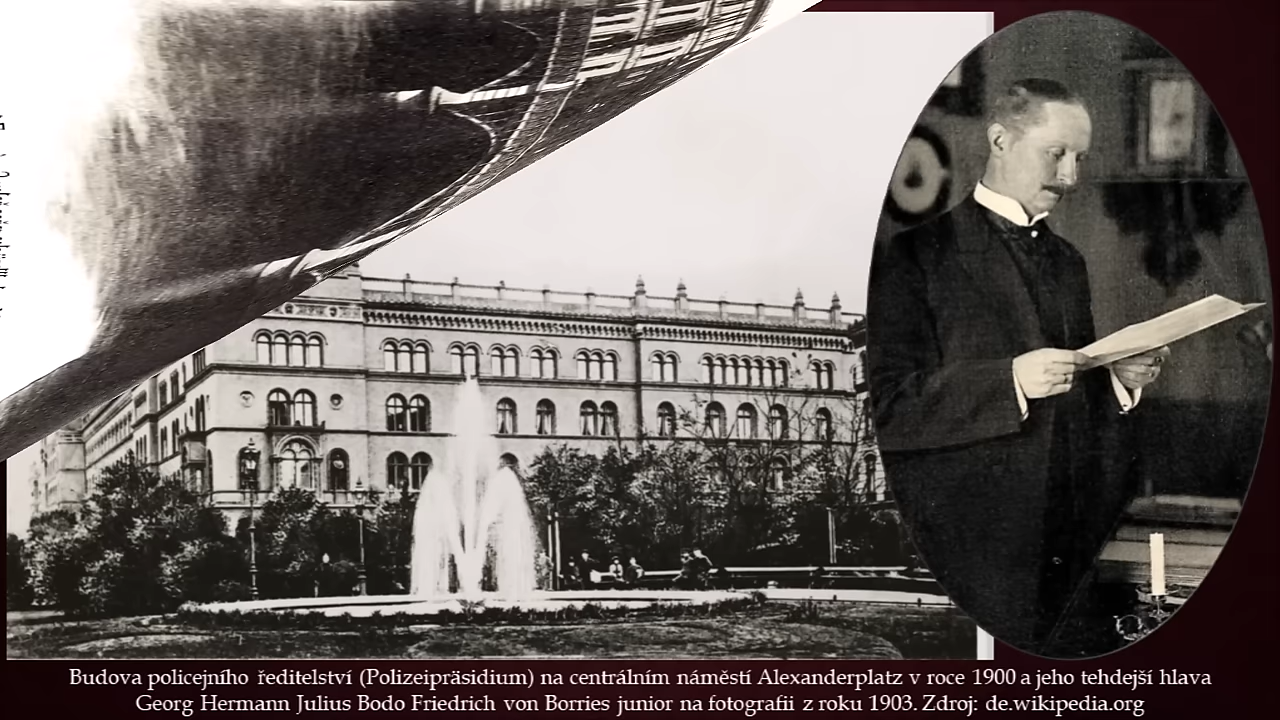 Budova policejního ředitelství (Polizeipräsidium) na centrálním náměstí Alexanderplatz v roce 1900 a jeho tehdejší hlava
Georg Hermann Julius Bodo Friedrich von Borries junior na fotografii z roku 1903. Zdroj: de.wikipedia.org